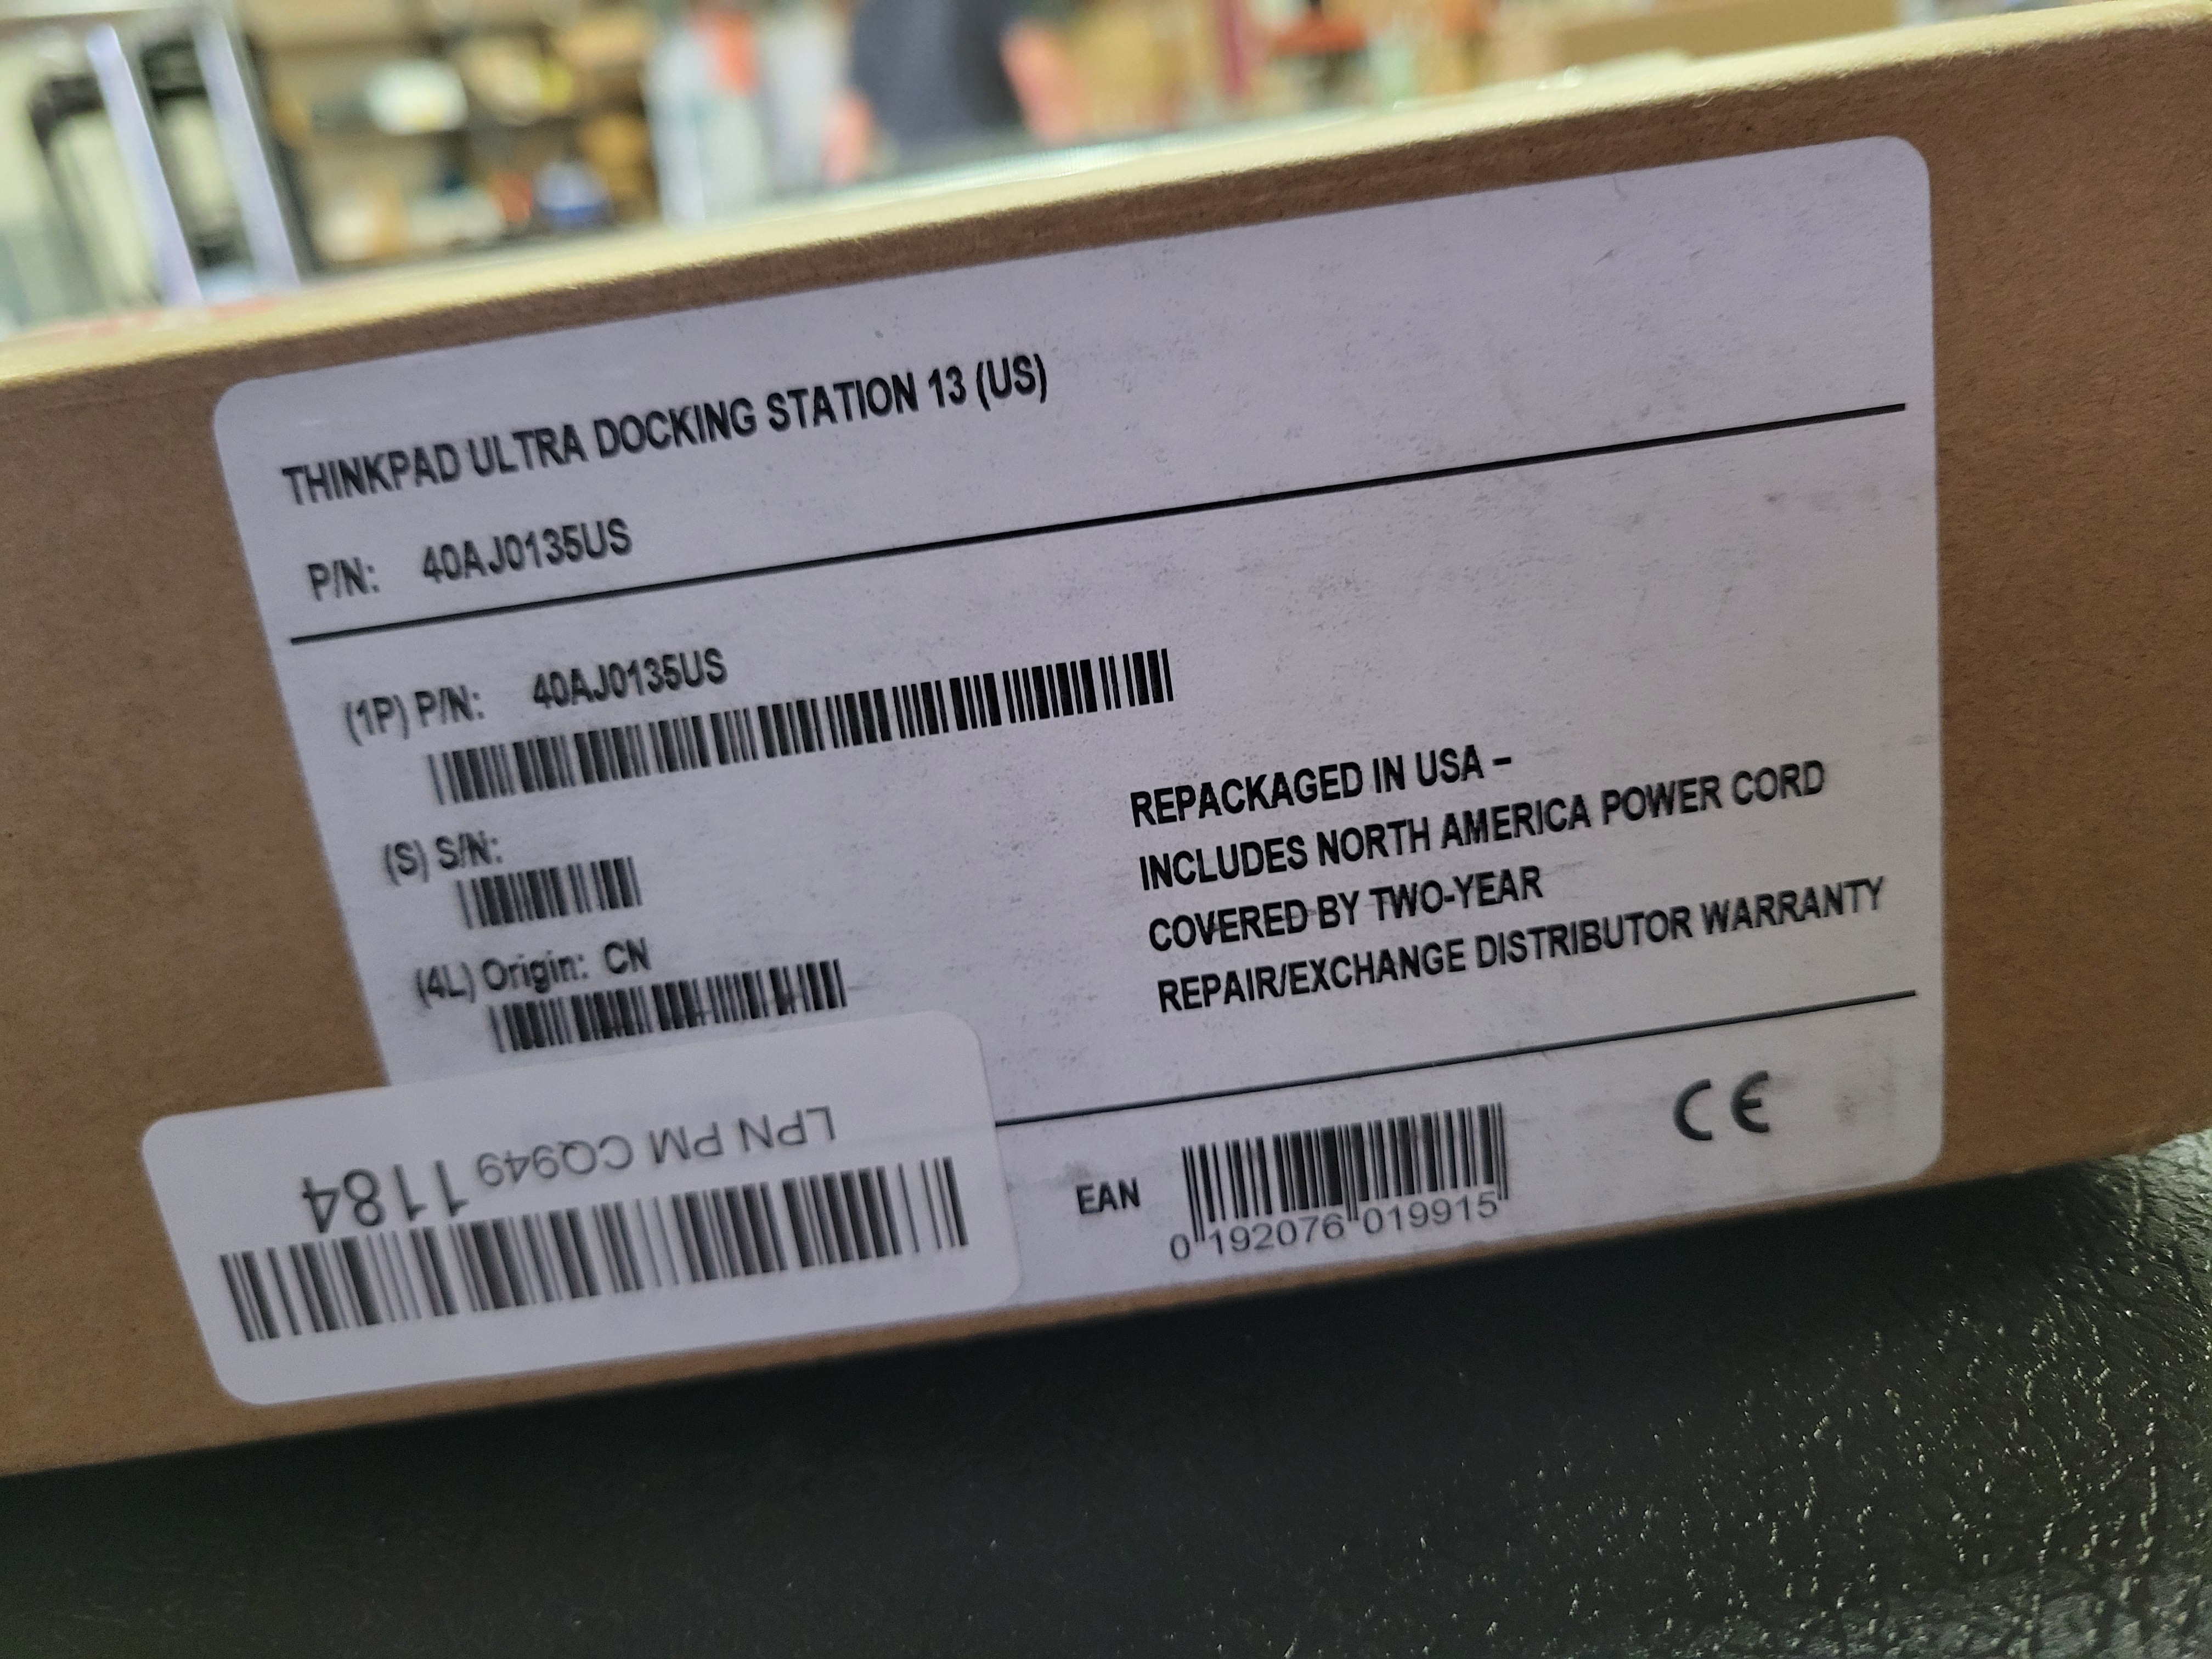 THINKPAD ULTRA DOCKING STATION 13 (US)
P/N: 40AJ0135US
(1P) P/N: 40AJ0135US
(S) S/N:
(4L) Origin: CN
REPACKAGED IN USA –
INCLUDES NORTH AMERICA POWER CORD
COVERED BY TWO-YEAR
REPAIR/EXCHANGE DISTRIBUTOR WARRANTY
LPN PM CQ949 1184
EAN
0 192076 019915
CE